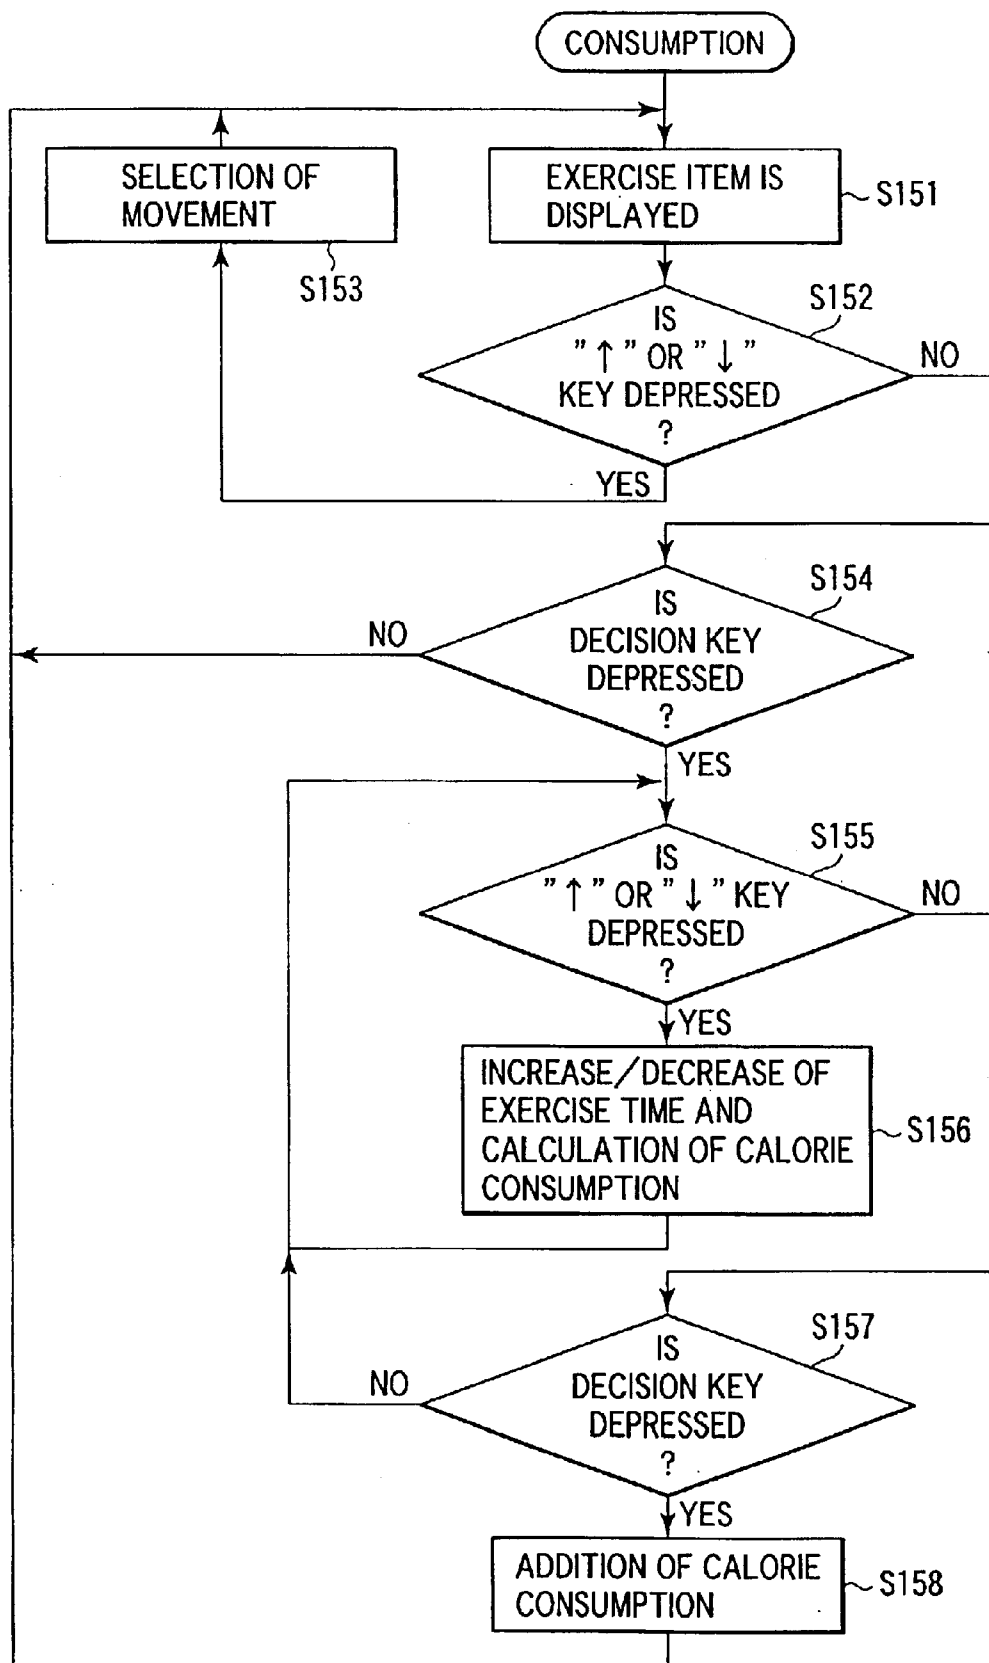 CONSUMPTION
SELECTION OF
MOVEMENT
S153
EXERCISE ITEM IS
DISPLAYED
S151
S152
IS
"↑" OR "↓"
KEY DEPRESSED
?
NO
YES
S154
IS
DECISION KEY
DEPRESSED
?
NO
YES
S155
IS
"↑" OR "↓" KEY
DEPRESSED
?
NO
YES
INCREASE/DECREASE OF
EXERCISE TIME AND
CALCULATION OF CALORIE
CONSUMPTION
S156
S157
IS
DECISION KEY
DEPRESSED
?
NO
YES
ADDITION OF CALORIE
CONSUMPTION
S158